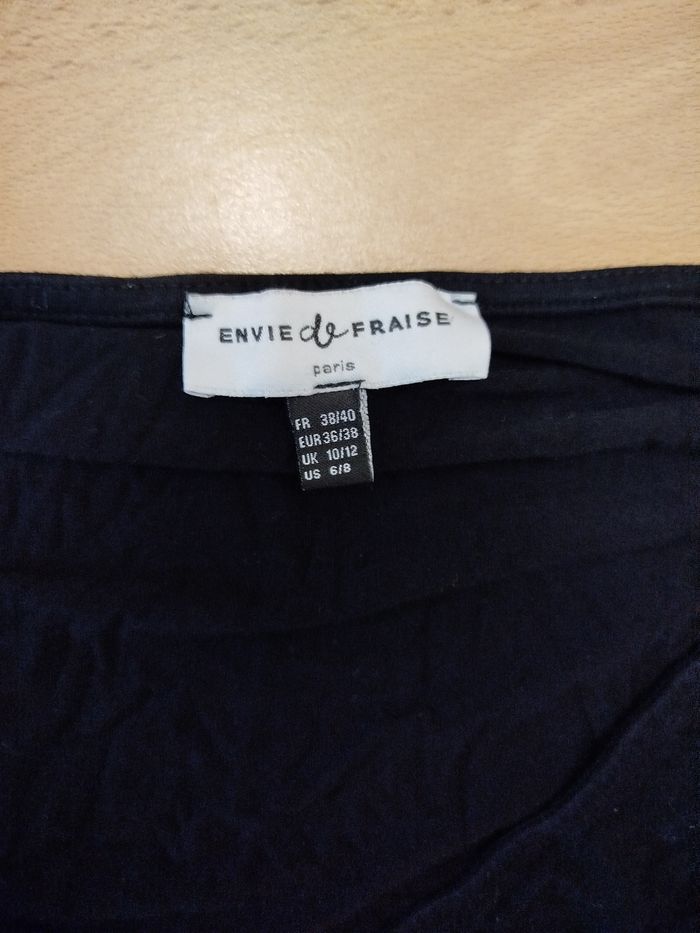 ENVIE de FRAISE
paris
FR 38/40
EUR 36/38
UK 10/12
US 6/8